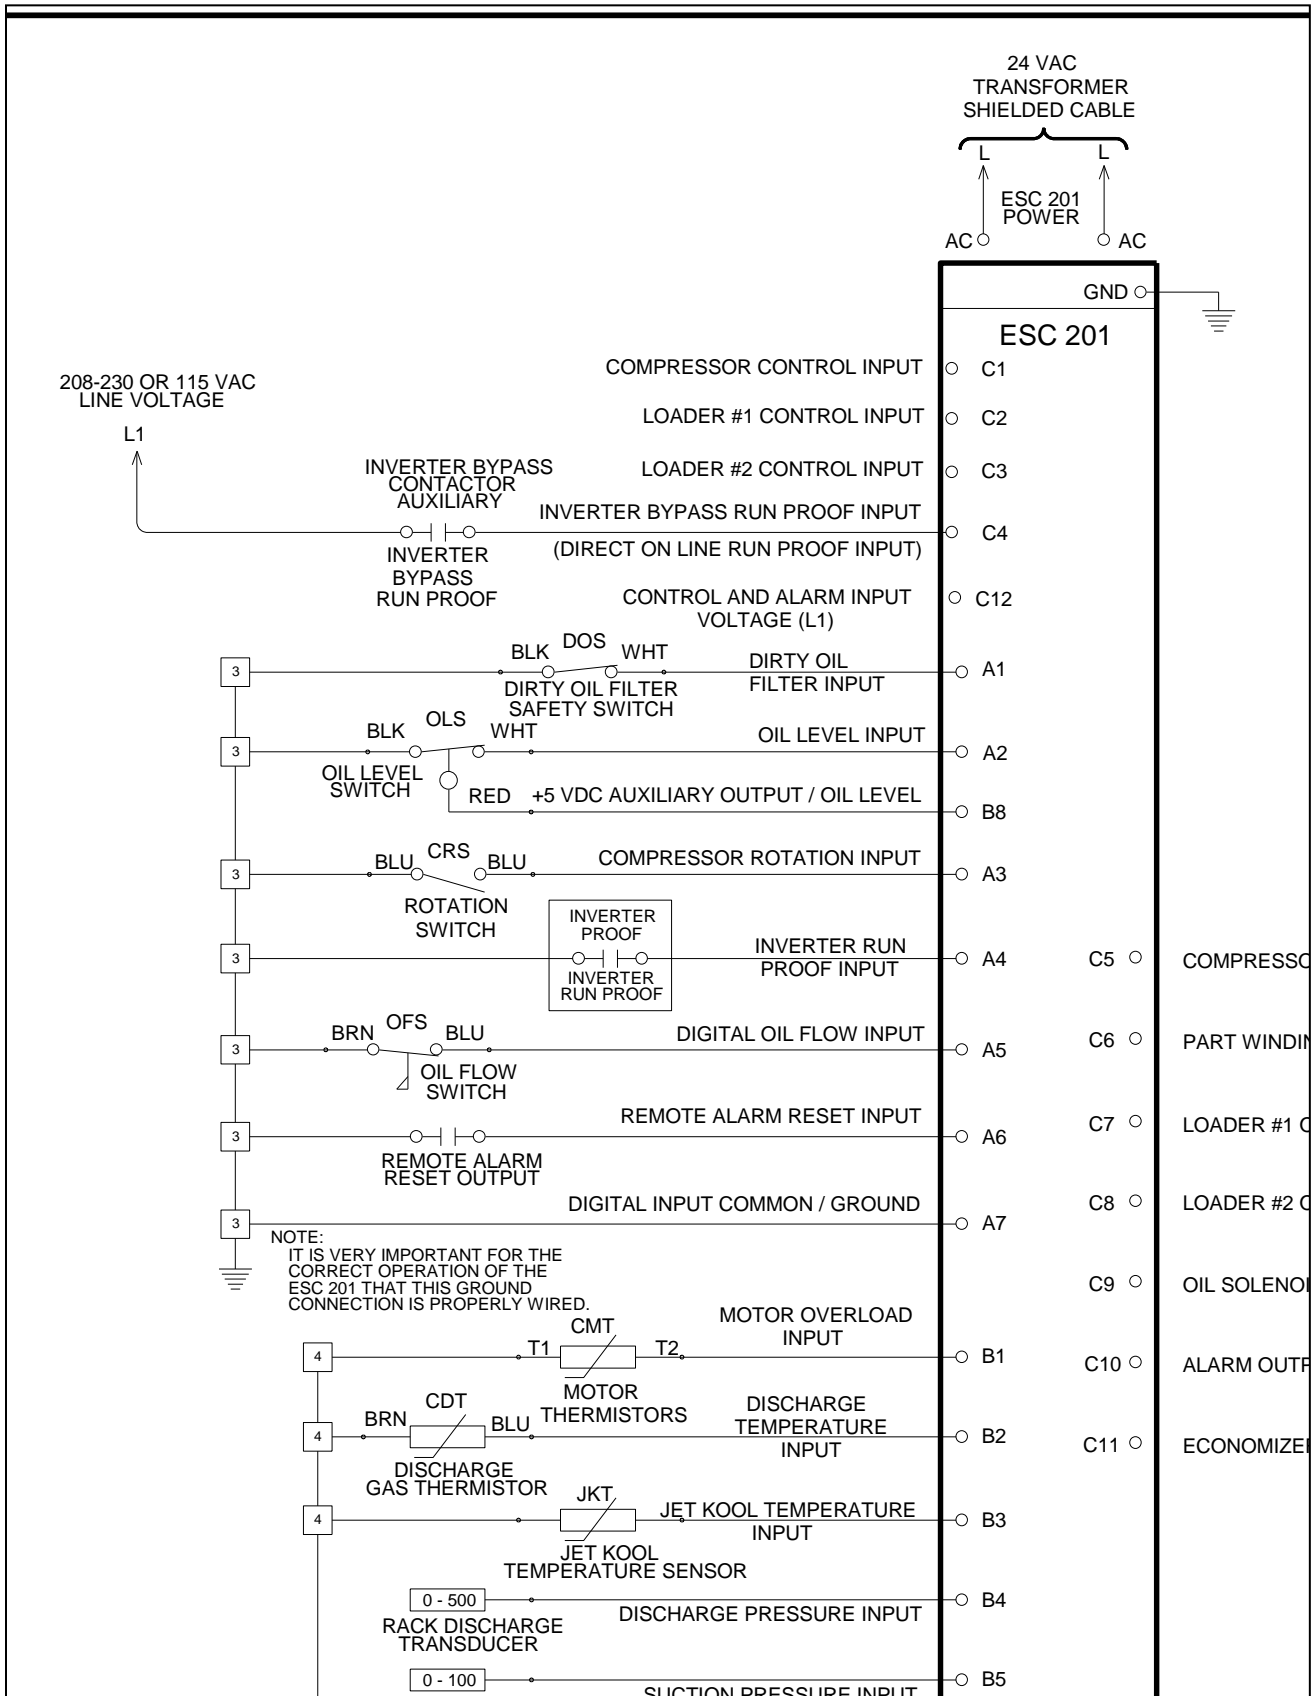 24 VAC
TRANSFORMER
SHIELDED CABLE
L L
ESC 201
POWER
AC AC
GND
ESC 201
COMPRESSOR CONTROL INPUT C1
208-230 OR 115 VAC
LINE VOLTAGE
L1
LOADER #1 CONTROL INPUT C2
LOADER #2 CONTROL INPUT C3
INVERTER BYPASS
CONTACTOR
AUXILIARY
INVERTER BYPASS RUN PROOF INPUT
(DIRECT ON LINE RUN PROOF INPUT)
C4
INVERTER
BYPASS
RUN PROOF
CONTROL AND ALARM INPUT
VOLTAGE (L1)
C12
3 BLK DOS WHT
DIRTY OIL
FILTER INPUT
A1
DIRTY OIL FILTER
SAFETY SWITCH
3 BLK OLS WHT OIL LEVEL INPUT A2
OIL LEVEL
SWITCH
RED +5 VDC AUXILIARY OUTPUT / OIL LEVEL B8
3 BLU CRS BLU COMPRESSOR ROTATION INPUT A3
ROTATION
SWITCH
3
INVERTER
PROOF
INVERTER
RUN PROOF
INVERTER RUN
PROOF INPUT
A4 C5
3 BRN OFS BLU DIGITAL OIL FLOW INPUT A5 C6 PART
OIL FLOW
SWITCH
3 REMOTE ALARM RESET INPUT A6 C7 LOADER #1
REMOTE ALARM
RESET OUTPUT
3 DIGITAL INPUT COMMON / GROUND A7 C8 LOADER #2
NOTE:
IT IS VERY IMPORTANT FOR THE
CORRECT OPERATION OF THE
ESC 201 THAT THIS GROUND
CONNECTION IS PROPERLY WIRED.
C9 OIL
4 T1 CMT T2
MOTOR OVERLOAD
INPUT
B1 C10 ALARM
MOTOR
THERMISTORS
4 BRN CDT BLU
DISCHARGE
TEMPERATURE
INPUT
B2 C11
DISCHARGE
GAS THERMISTOR
4 JKT
JET KOOL TEMPERATURE
INPUT
B3
JET KOOL
TEMPERATURE SENSOR
0 - 500 DISCHARGE PRESSURE INPUT B4
RACK DISCHARGE
TRANSDUCER
0 - 100 SUCTION PRESSURE INPUT B5